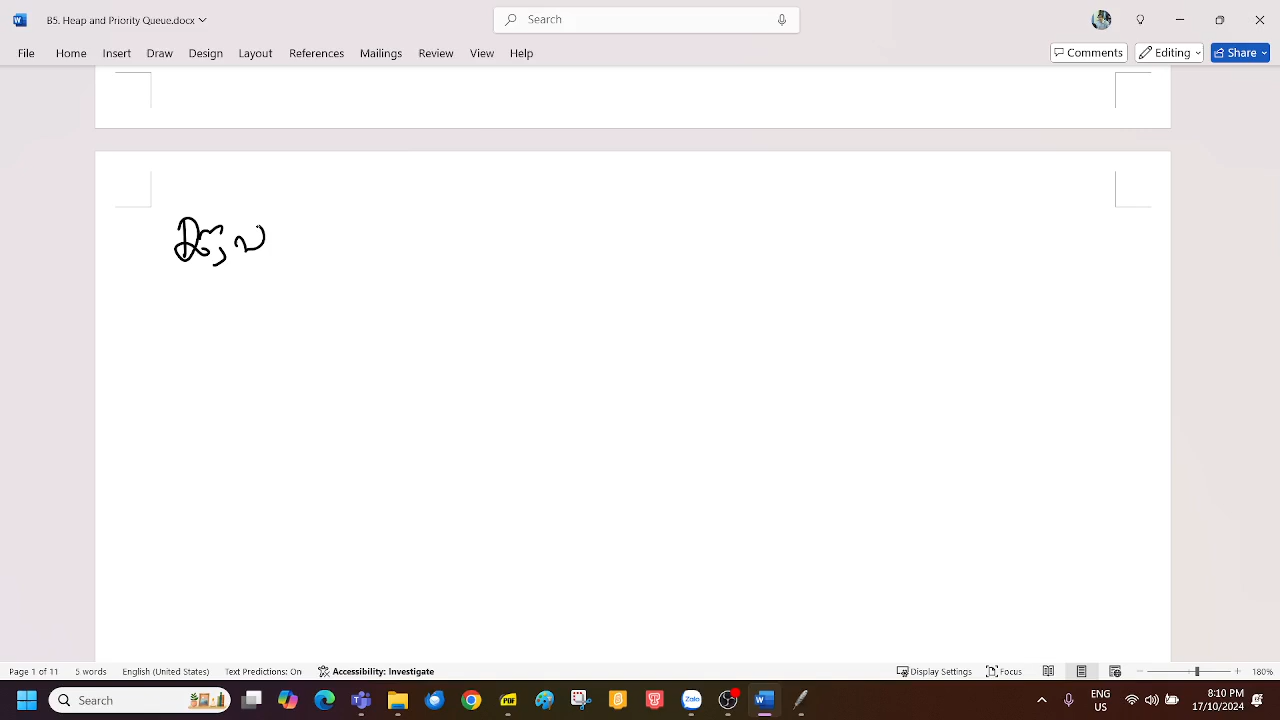 B5. Heap and Priority Queue.docx
Search
File Home Insert Draw Design Layout References Mailings Review View Help
Comments Editing Share
Page 1 of 11 5 words English (United States) Text Predictions: On Accessibility: Investigate
Display Settings Focus 180%
Search
PDF
Zalo
ENG
US
8:10 PM
17/10/2024